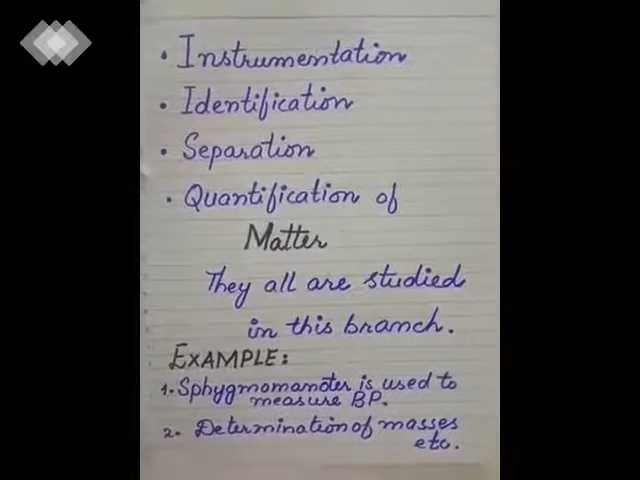 • Instrumentation
• Identification
• Separation
• Quantification of
Matter
They all are studied
in this branch.
EXAMPLE:
1. Sphygmomamoter is used to
measure BP.
2. Determination of masses
etc.